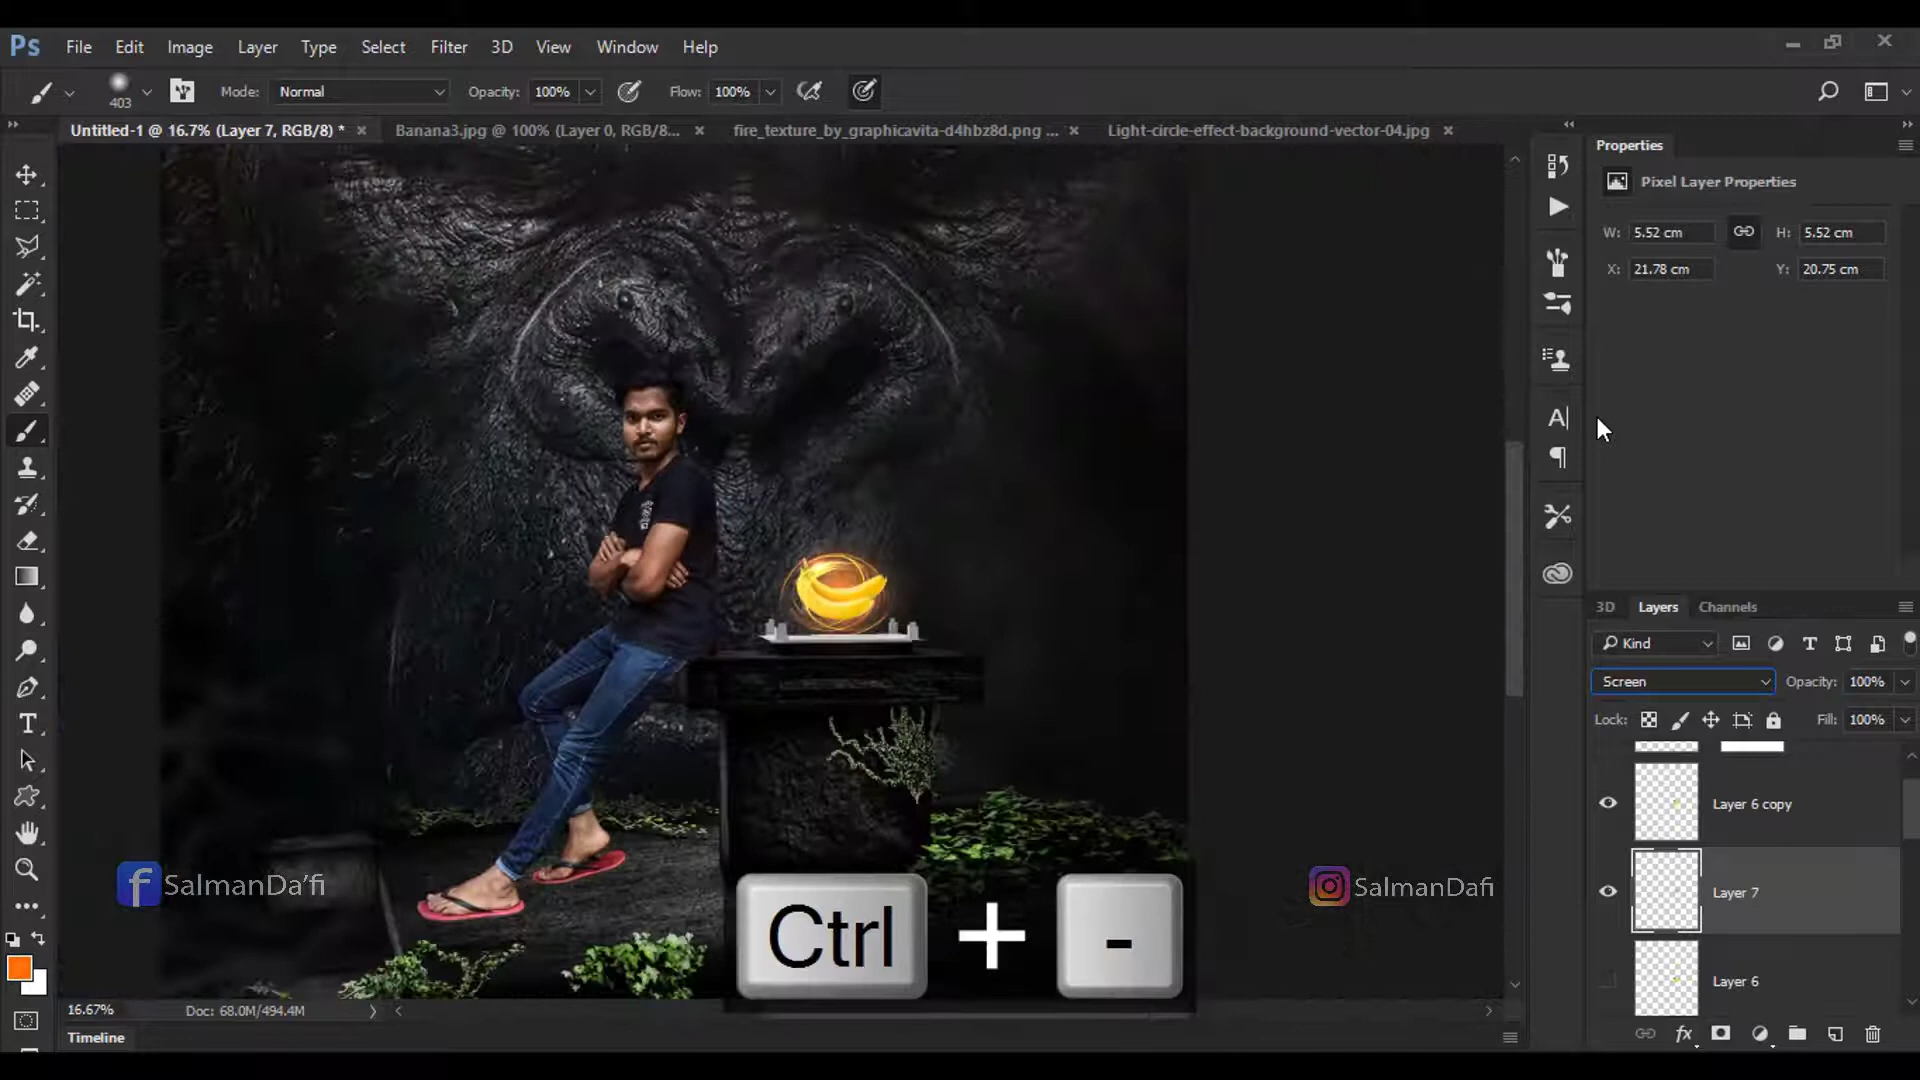 Ps File Edit Image Layer Type Select Filter 3D View Window Help
403 Mode: Normal Opacity: 100% Flow: 100%
Untitled-1 @ 16.7% (Layer 7, RGB/8) * Banana3.jpg @ 100% (Layer 0, RGB/8... fire_texture_by_graphicavita-d4hbz8d.png ... Light-circle-effect-background-vector-04.jpg
Properties
Pixel Layer Properties
W: 5.52 cm H: 5.52 cm
X: 21.78 cm Y: 20.75 cm
3D Layers Channels
Kind
Screen Opacity: 100%
Lock: Fill: 100%
Layer 6 copy
Layer 7
Layer 6
f SalmanDa'fi
SalmanDafi
Ctrl + -
16.67% Doc: 68.0M/494.4M
Timeline